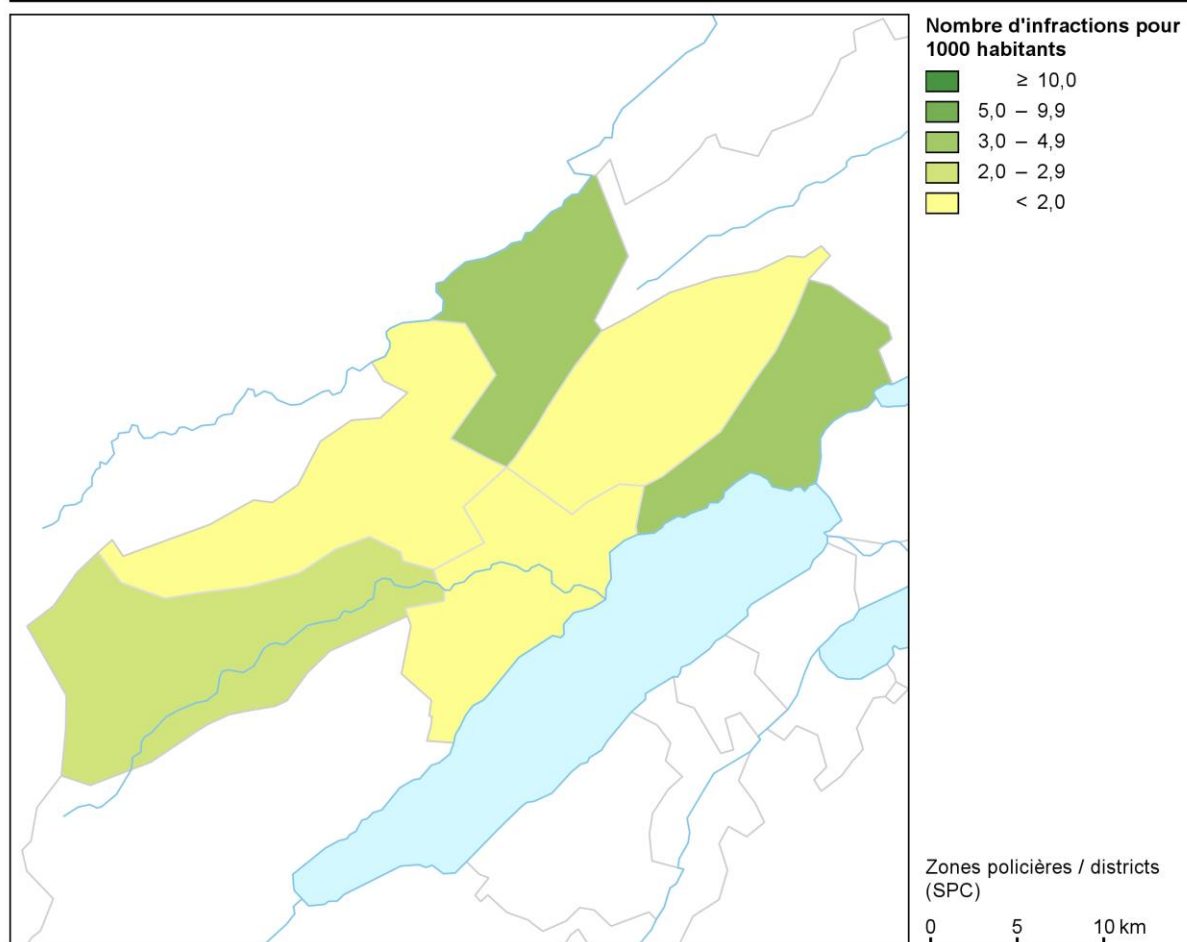 Nombre d'infractions pour
1000 habitants
≥ 10,0
5,0 – 9,9
3,0 – 4,9
2,0 – 2,9
< 2,0
Zones policières / districts
(SPC)
0 5 10 km